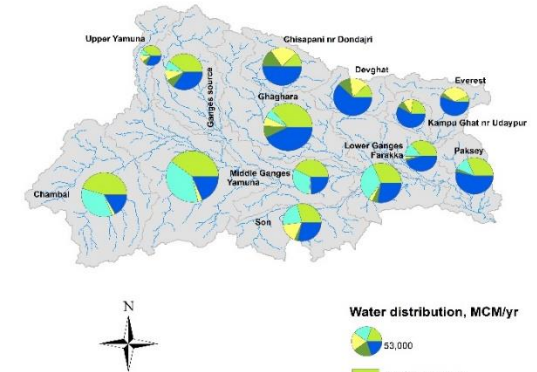 Upper Yamuna
Ganges source
Chisapani nr Dondajri
Devghat
Everest
Ghaghara
Kampu Ghat nr Udaypur
Lower Ganges
Farakka
Paksey
Middle Ganges
Yamuna
Chambal
Son
N
Water distribution, MCM/yr
53,000